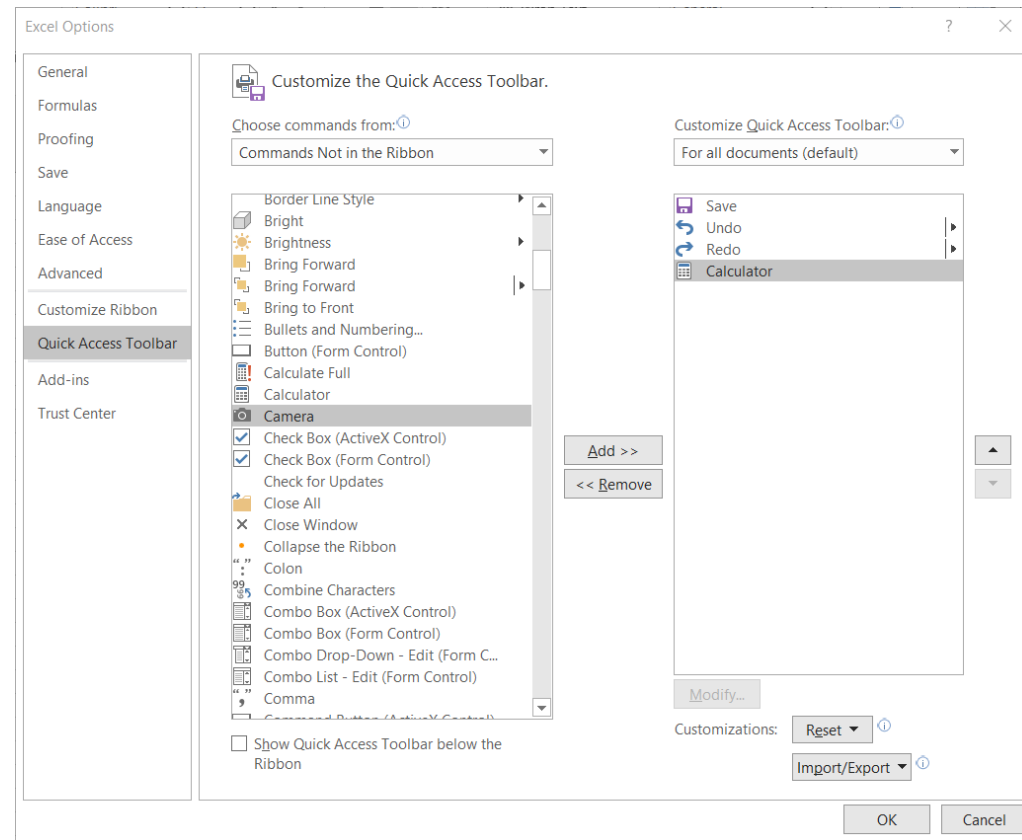 Excel Options
?
General
Formulas
Proofing
Save
Language
Ease of Access
Advanced
Customize Ribbon
Quick Access Toolbar
Add-ins
Trust Center
Customize the Quick Access Toolbar.
Choose commands from:
Commands Not in the Ribbon
Border Line Style
Bright
Brightness
Bring Forward
Bring Forward
Bring to Front
Bullets and Numbering...
Button (Form Control)
Calculate Full
Calculator
Camera
Check Box (ActiveX Control)
Check Box (Form Control)
Check for Updates
Close All
Close Window
Collapse the Ribbon
Colon
Combine Characters
Combo Box (ActiveX Control)
Combo Box (Form Control)
Combo Drop-Down - Edit (Form C...
Combo List - Edit (Form Control)
Comma
Command Button (ActiveX Control)
Show Quick Access Toolbar below the
Ribbon
Add >>
<< Remove
Customize Quick Access Toolbar:
For all documents (default)
Save
Undo
Redo
Calculator
Modify...
Customizations:
Reset
Import/Export
OK
Cancel